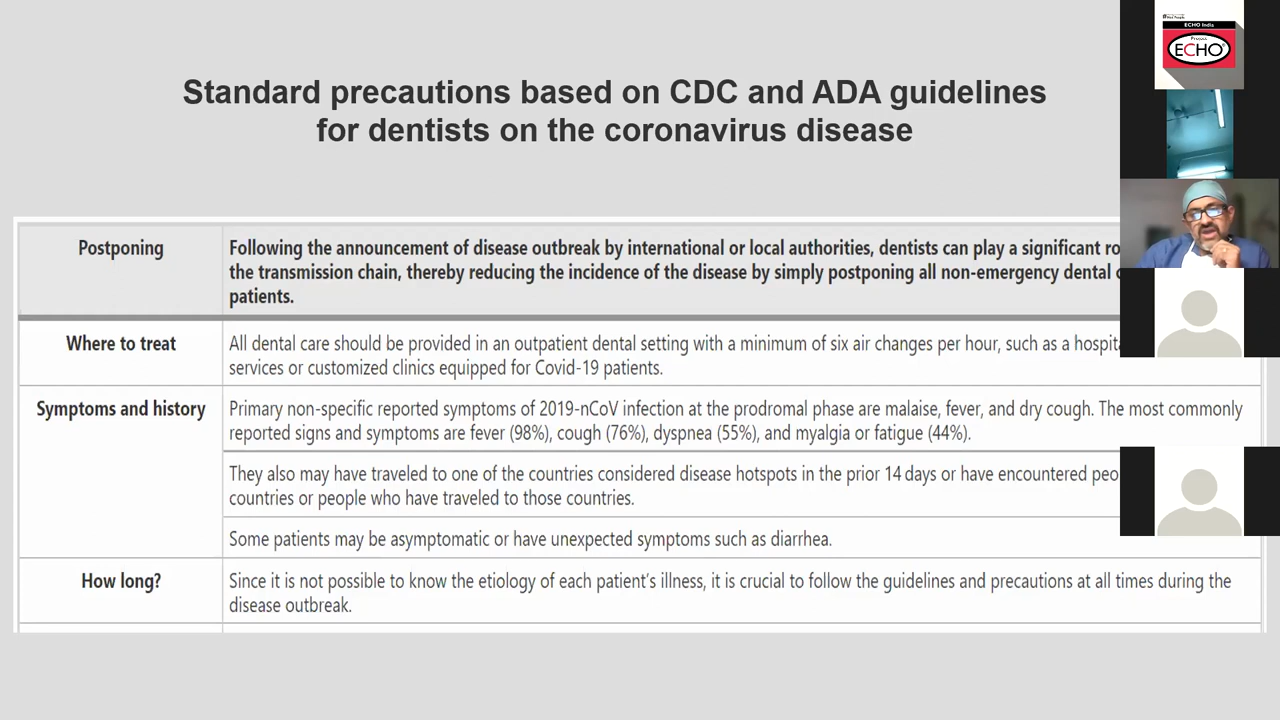 Standard precautions based on CDC and ADA guidelines
for dentists on the coronavirus disease
ECHO India
Project
ECHO
Postponing
Following the announcement of disease outbreak by international or local authorities, dentists can play a significant
the transmission chain, thereby reducing the incidence of the disease by simply postponing all non-emergency dental
patients.
Where to treat
All dental care should be provided in an outpatient dental setting with a minimum of six air changes per hour, such as a
services or customized clinics equipped for Covid-19 patients.
Symptoms and history
Primary non-specific reported symptoms of 2019-nCoV infection at the prodromal phase are malaise, fever, and dry cough. The most commonly
reported signs and symptoms are fever (98%), cough (76%), dyspnea (55%), and myalgia or fatigue (44%).
They also may have traveled to one of the countries considered disease hotspots in the prior 14 days or have encountered
countries or people who have traveled to those countries.
Some patients may be asymptomatic or have unexpected symptoms such as diarrhea.
How long?
Since it is not possible to know the etiology of each patient's illness, it is crucial to follow the guidelines and precautions at all times during the
disease outbreak.